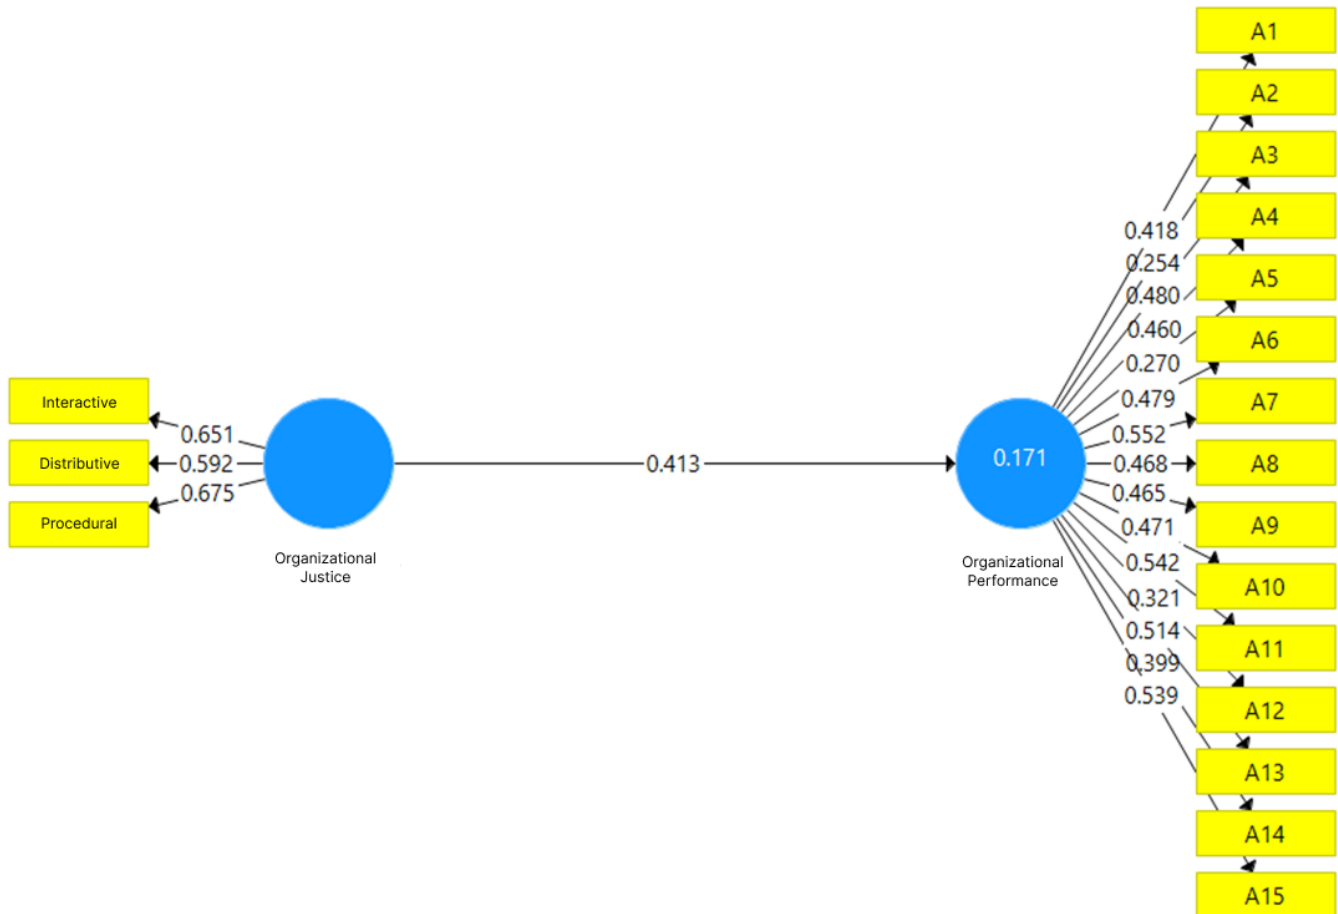 A1
A2
A3
A4
A5
A6
A7
A8
A9
A10
A11
A12
A13
A14
A15
0.418
0.254
0.480
0.460
0.270
0.479
0.552
0.468
0.465
0.471
0.542
0.321
0.514
0.399
0.539
Interactive
Distributive
Procedural
0.651
0.592
0.675
0.413
0.171
Organizational
Justice
Organizational
Performance